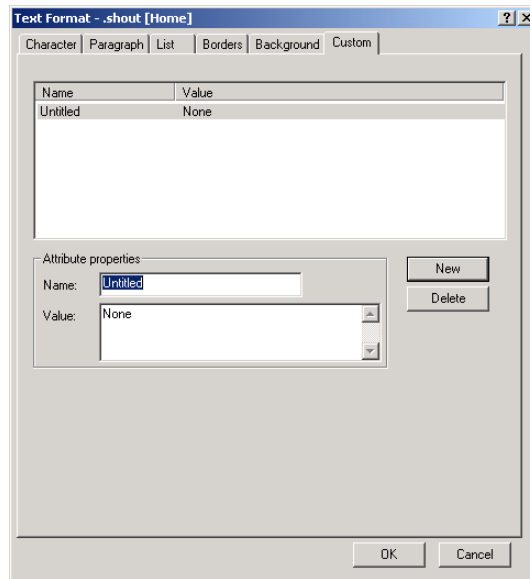 Text Format - .shout [Home]
Character Paragraph List Borders Background Custom
Name Value
Untitled None
Attribute properties
Name: Untitled
Value: None
New
Delete
OK Cancel